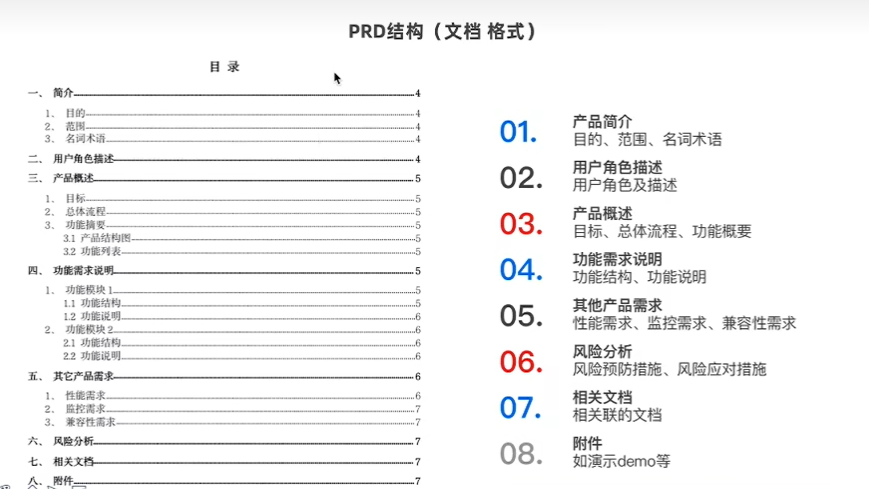 PRD结构（文档 格式）
目 录
一、 简介 4
1. 目的 4
2. 范围 4
3. 名词术语 4
二、 用户角色描述 4
三、 产品概述 5
1. 目标 5
2. 总体流程 5
3. 功能摘要 5
3.1 产品结构图 5
3.2 功能列表 5
四、 功能需求说明 5
1. 功能模块 1 5
1.1 功能结构 5
1.2 功能说明 6
2. 功能模块 2 6
2.1 功能结构 6
2.2 功能说明 6
五、 其它产品需求 6
1. 性能需求 6
2. 监控需求 7
3. 兼容性需求 7
六、 风险分析 7
七、 相关文档 7
八、 附件 7
01. 产品简介
目的、范围、名词术语
02. 用户角色描述
用户角色及描述
03. 产品概述
目标、总体流程、功能概要
04. 功能需求说明
功能结构、功能说明
05. 其他产品需求
性能需求、监控需求、兼容性需求
06. 风险分析
风险预防措施、风险应对措施
07. 相关文档
相关联的文档
08. 附件
如演示demo等